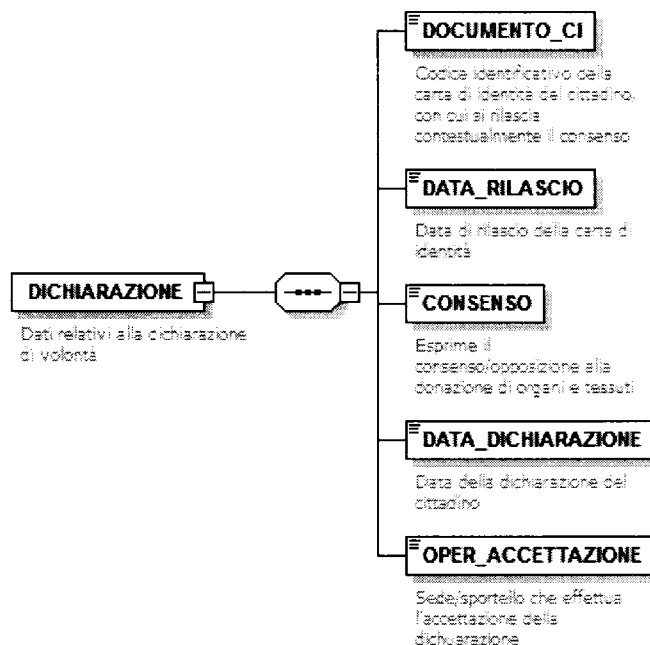 DOCUMENTO_CI
Codice identificativo della
carta di identità del cittadino,
con cui si rilascia
contestualmente il consenso
DATA_RILASCIO
Data di rilascio della carta di
identità
DICHIARAZIONE
Dati relativi alla dichiarazione
di volontà
CONSENSO
Esprime il
consenso/opposizione alla
donazione di organi e tessuti
DATA_DICHIARAZIONE
Data della dichiarazione del
cittadino
OPER_ACCETTAZIONE
Sede/sportello che effettua
l'accettazione della
dichuarazione